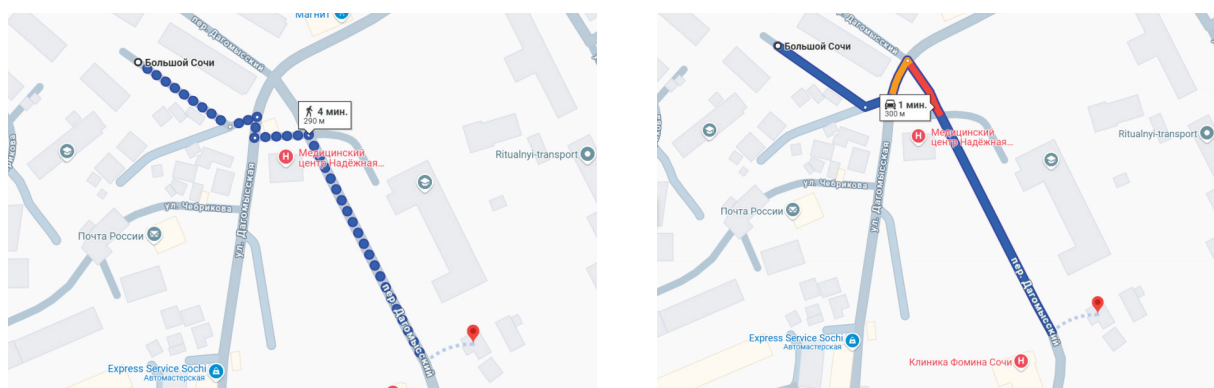 Магнит
пер. Дагомысский
Большой Сочи
4 мин.
290 м
Медицинский
центр Надёжная...
Ritualnyi-transport
ул. Чебрикова
ул. Дагомысская
Почта России
пер. Дагомысский
Express Service Sochi
Автомастерская
пер. Дагомысский
Большой Сочи
1 мин.
300 м
Медицинский
центр Надёжная...
Ritualnyi-transport
ул. Чебрикова
ул. Дагомысская
Почта России
пер. Дагомысский
Express Service Sochi
Автомастерская
Клиника Фомина Сочи